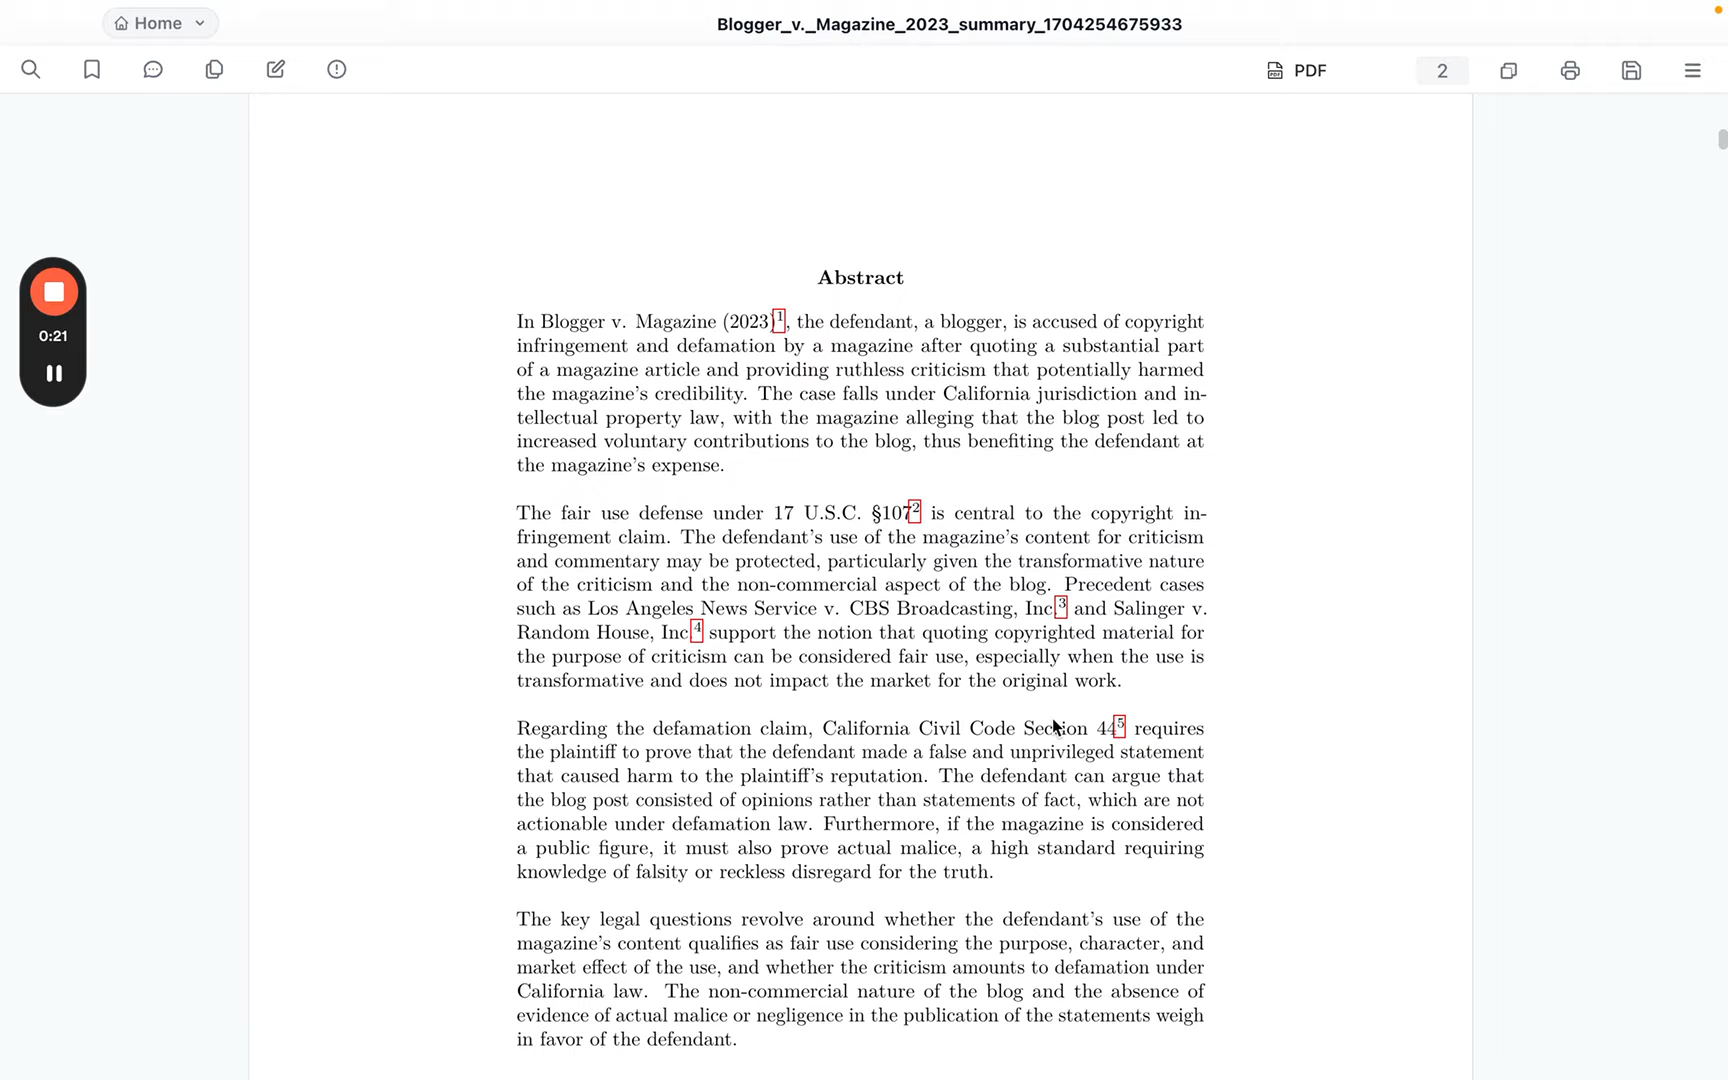 Home
Blogger_v._Magazine_2023_summary_1704254675933
PDF
2
0:21
Abstract
In Blogger v. Magazine (2023)1, the defendant, a blogger, is accused of copyright
infringement and defamation by a magazine after quoting a substantial part
of a magazine article and providing ruthless criticism that potentially harmed
the magazine's credibility. The case falls under California jurisdiction and in-
tellectual property law, with the magazine alleging that the blog post led to
increased voluntary contributions to the blog, thus benefiting the defendant at
the magazine's expense.
The fair use defense under 17 U.S.C. §1072 is central to the copyright in-
fringement claim. The defendant's use of the magazine's content for criticism
and commentary may be protected, particularly given the transformative nature
of the criticism and the non-commercial aspect of the blog. Precedent cases
such as Los Angeles News Service v. CBS Broadcasting, Inc.3 and Salinger v.
Random House, Inc.4 support the notion that quoting copyrighted material for
the purpose of criticism can be considered fair use, especially when the use is
transformative and does not impact the market for the original work.
Regarding the defamation claim, California Civil Code Section 445 requires
the plaintiff to prove that the defendant made a false and unprivileged statement
that caused harm to the plaintiff's reputation. The defendant can argue that
the blog post consisted of opinions rather than statements of fact, which are not
actionable under defamation law. Furthermore, if the magazine is considered
a public figure, it must also prove actual malice, a high standard requiring
knowledge of falsity or reckless disregard for the truth.
The key legal questions revolve around whether the defendant's use of the
magazine's content qualifies as fair use considering the purpose, character, and
market effect of the use, and whether the criticism amounts to defamation under
California law. The non-commercial nature of the blog and the absence of
evidence of actual malice or negligence in the publication of the statements weigh
in favor of the defendant.